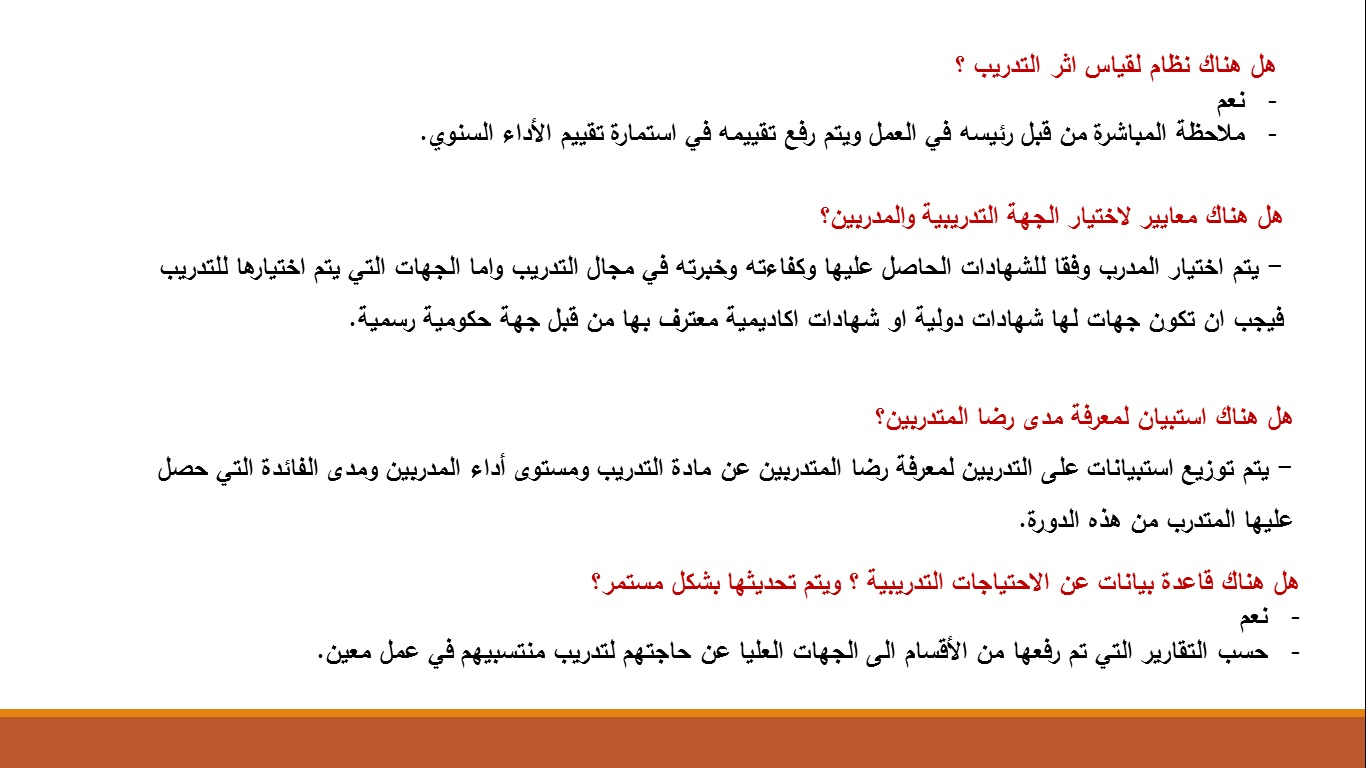 هل هناك نظام لقياس اثر التدريب ؟
- نعم
- ملاحظة المباشرة من قبل رئيسه في العمل ويتم رفع تقييمه في استمارة تقييم الأداء السنوي.
هل هناك معايير لاختيار الجهة التدريبية والمدربين؟
– يتم اختيار المدرب وفقا للشهادات الحاصل عليها وكفاءته وخبرته في مجال التدريب واما الجهات التي يتم اختيارها للتدريب
فيجب ان تكون جهات لها شهادات دولية او شهادات اكاديمية معترف بها من قبل جهة حكومية رسمية.
هل هناك استبيان لمعرفة مدى رضا المتدربين؟
– يتم توزيع استبيانات على التدربين لمعرفة رضا المتدربين عن مادة التدريب ومستوى أداء المدربين ومدى الفائدة التي حصل
عليها المتدرب من هذه الدورة.
هل هناك قاعدة بيانات عن الاحتياجات التدريبية ؟ ويتم تحديثها بشكل مستمر؟
- نعم
- حسب التقارير التي تم رفعها من الأقسام الى الجهات العليا عن حاجتهم لتدريب منتسبيهم في عمل معين.